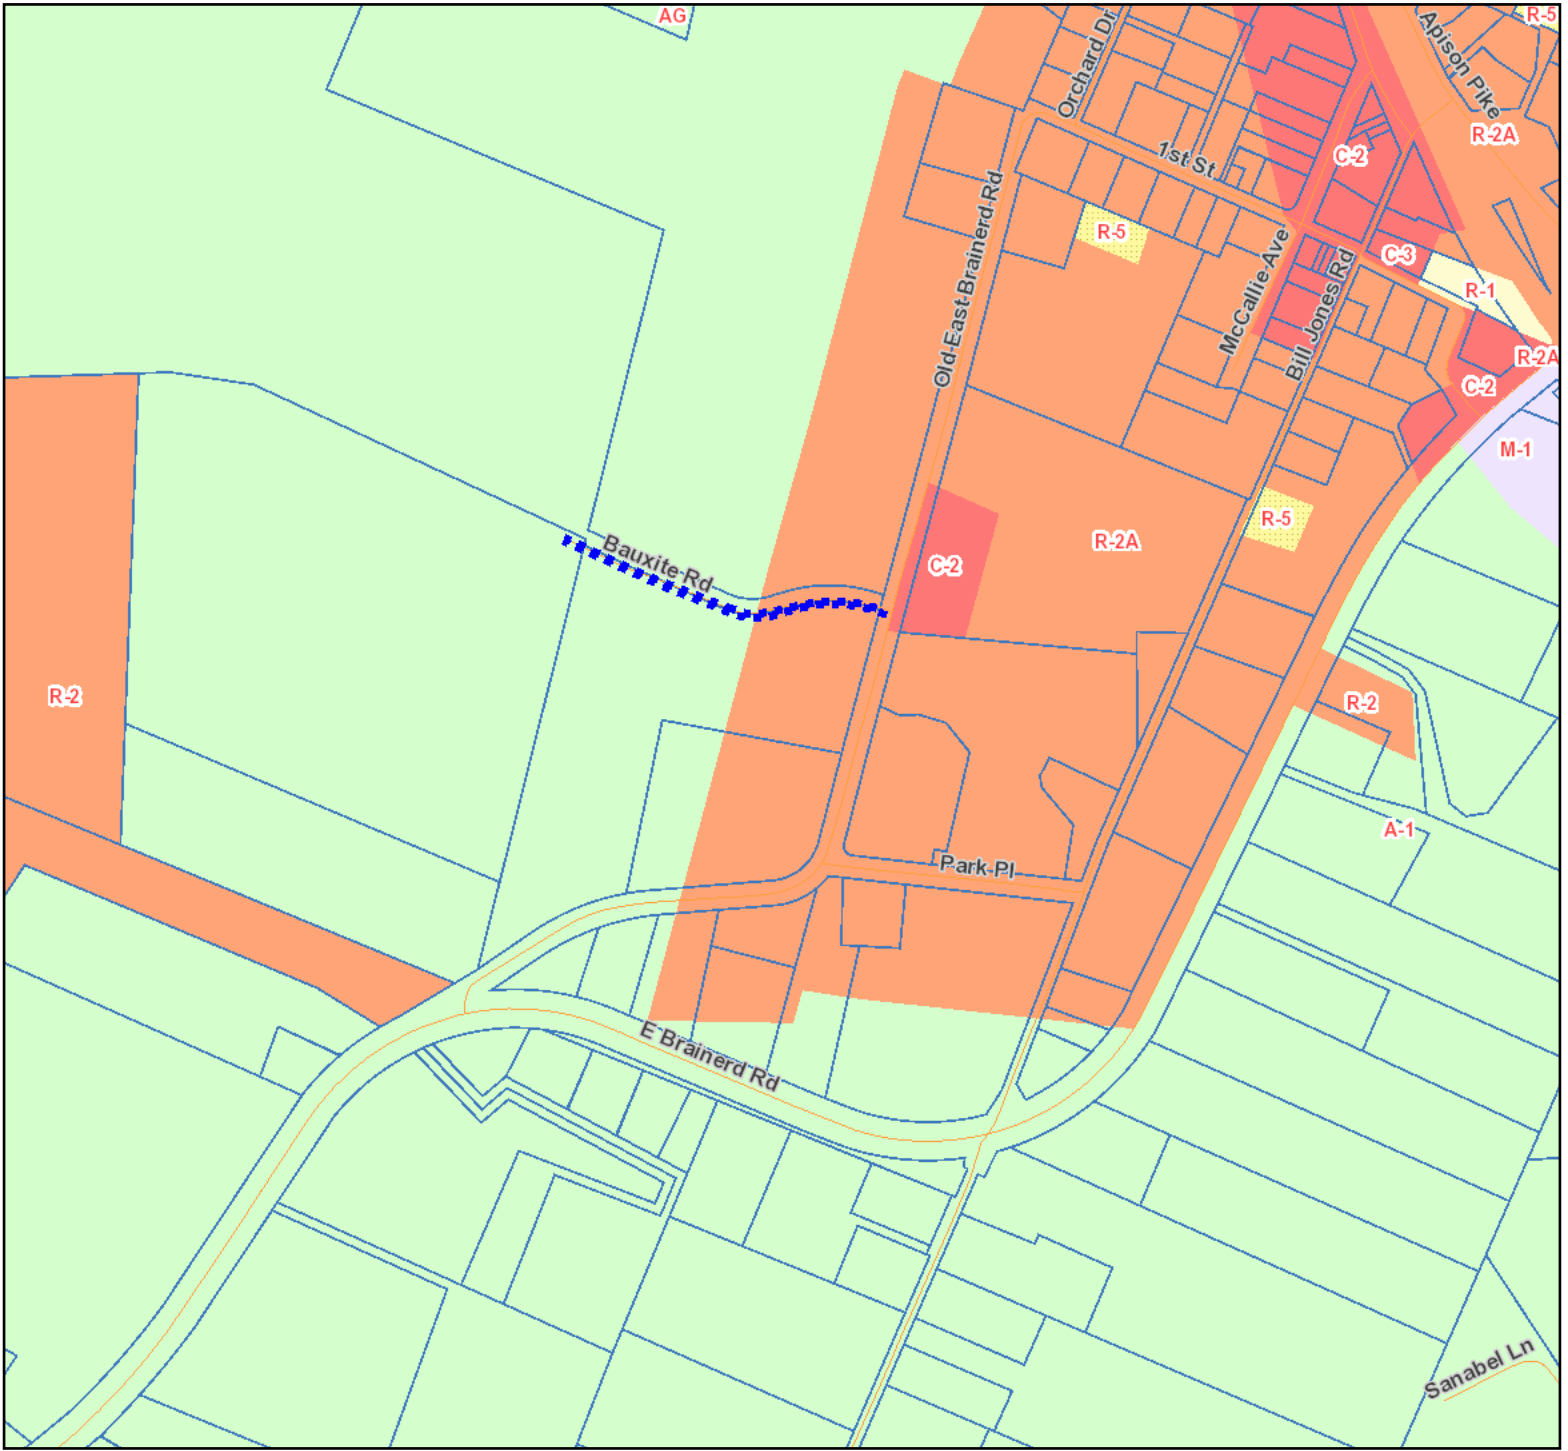 AG
R-5
Orchard Dr
Apison Pike
R-2A
C-2
1st St
R-5
Old East Brainerd Rd
McCallie Ave
Bill Jones Rd
C-3
R-1
R-2A
C-2
M-1
R-5
R-2A
C-2
Bauxite Rd
R-2
R-2
A-1
Park Pl
E Brainerd Rd
Sanabel Ln